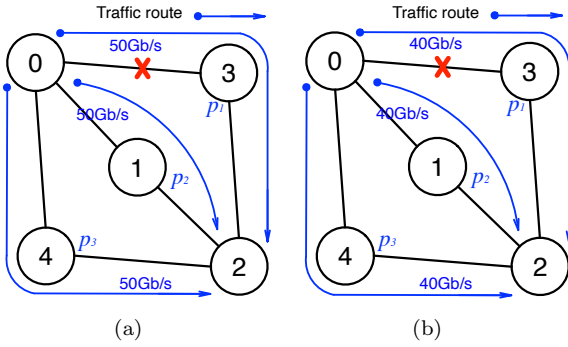 Traffic route
50Gb/s
0
3
p1
50Gb/s
1
p2
p3
4
2
50Gb/s
(a)
Traffic route
40Gb/s
0
3
p1
40Gb/s
1
p2
p3
4
2
40Gb/s
(b)